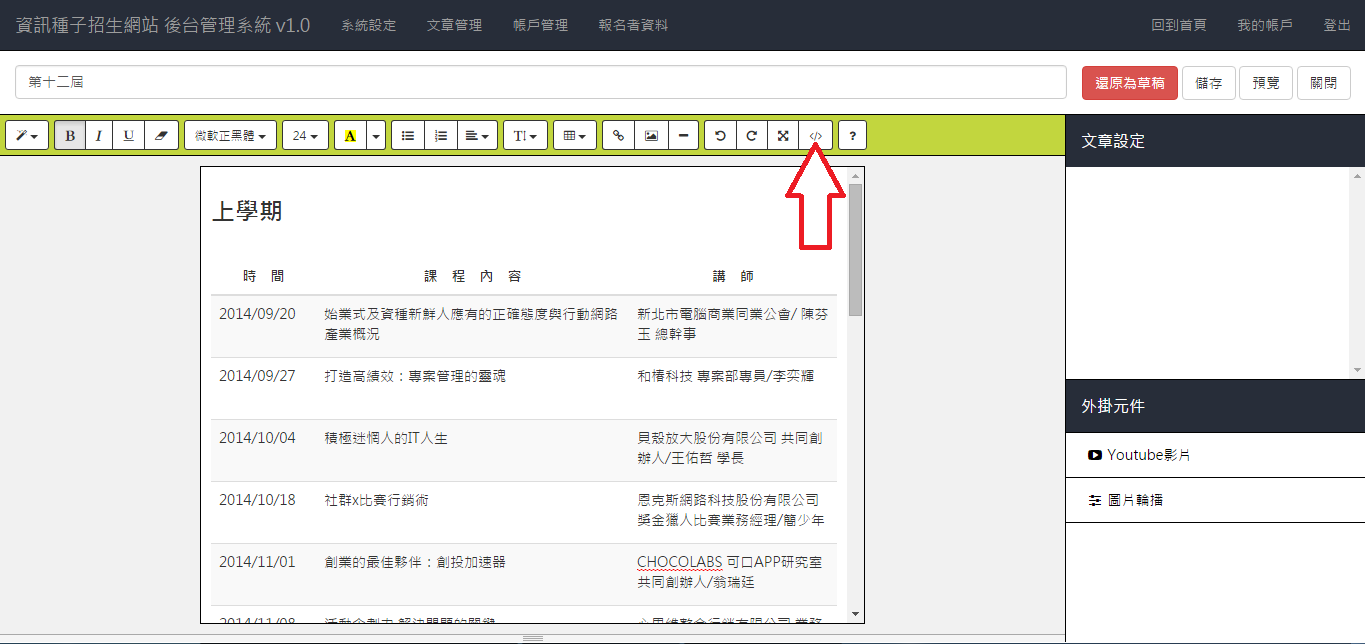 資訊種子招生網站 後台管理系統 v1.0 系統設定 文章管理 帳戶管理 報名者資料 回到首頁 我的帳戶 登出
第十二屆 還原為草稿 儲存 預覽 關閉
B I U 微軟正黑體 24 A TI </> ?
文章設定
上學期
時 間 課 程 內 容 講 師
2014/09/20 始業式及資種新鮮人應有的正確態度與行動網路 新北市電腦商業同業公會/ 陳芬
產業概況 玉 總幹事
2014/09/27 打造高績效：專案管理的靈魂 和椿科技 專案部專員/李奕輝
外掛元件
2014/10/04 積極迷惘人的IT人生 貝殼放大股份有限公司 共同創
辦人/王佑哲 學長
Youtube影片
2014/10/18 社群x比賽行銷術 恩克斯網路科技股份有限公司
獎金獵人比賽業務經理/簡少年
圖片輪播
2014/11/01 創業的最佳夥伴：創投加速器 CHOCOLABS 可口APP研究室
共同創辦人/翁瑞廷
2014/11/08